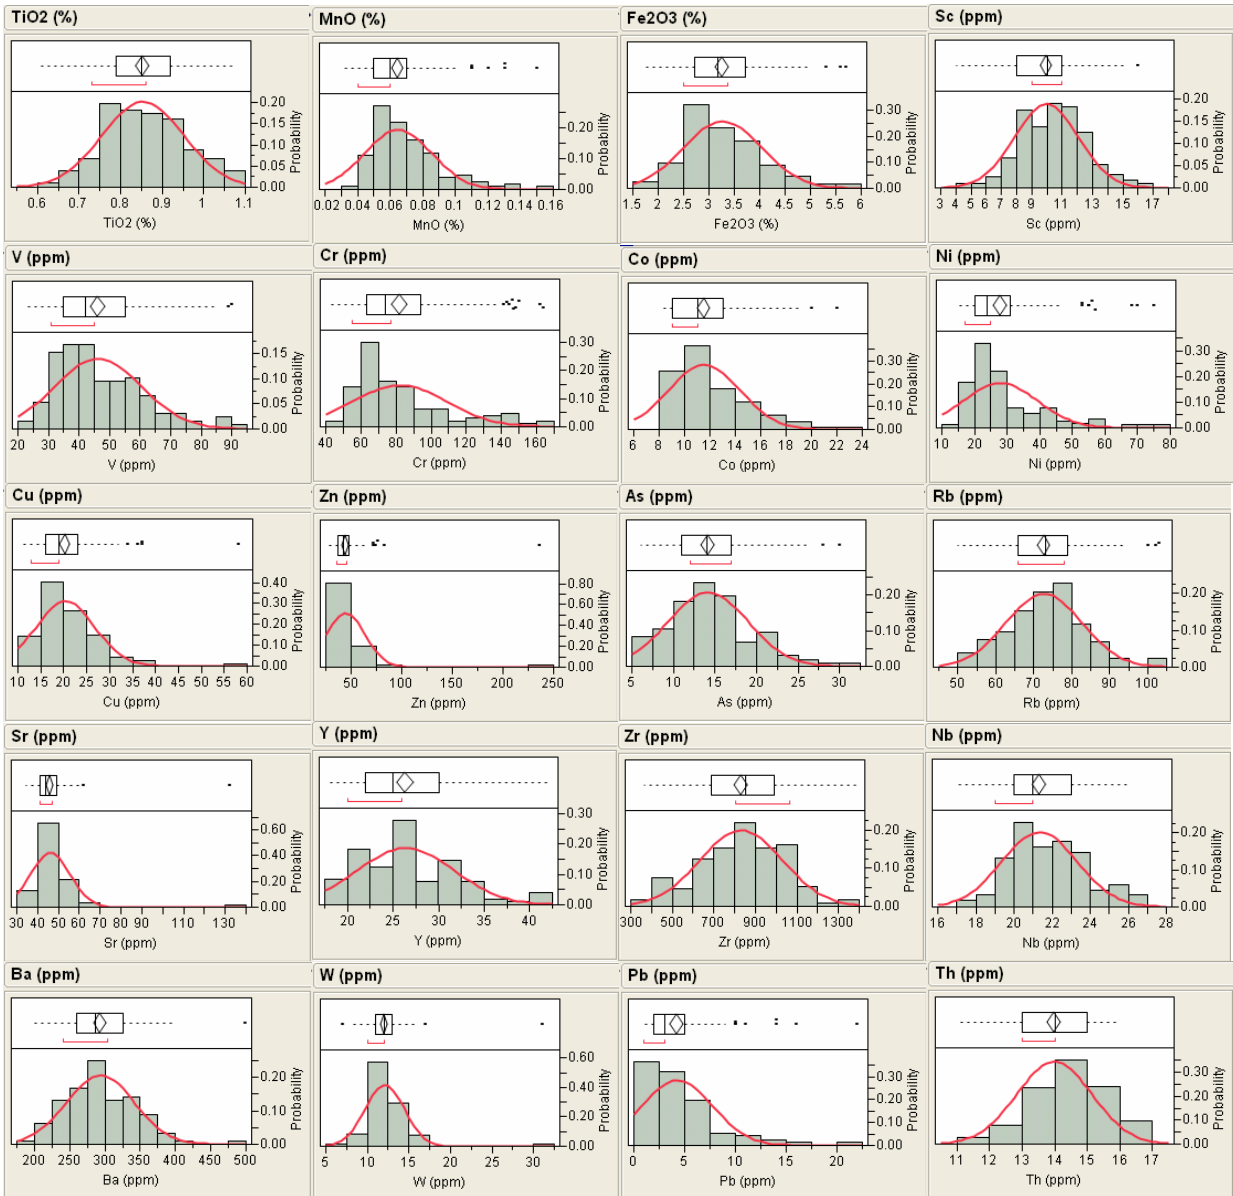 TiO2 (%)
0.20
0.15
0.10
0.05
0.00
Probability
0.6 0.7 0.8 0.9 1 1.1
TiO2 (%)
MnO (%)
0.20
0.10
0.00
Probability
0.02 0.04 0.06 0.08 0.1 0.12 0.14 0.16
MnO (%)
Fe2O3 (%)
0.30
0.20
0.10
0.00
Probability
1.5 2 2.5 3 3.5 4 4.5 5 5.5 6
Fe2O3 (%)
Sc (ppm)
0.20
0.15
0.10
0.05
0.00
Probability
3 4 5 6 7 8 9 11 13 15 17
Sc (ppm)
V (ppm)
0.15
0.10
0.05
0.00
Probability
20 30 40 50 60 70 80 90
V (ppm)
Cr (ppm)
0.30
0.20
0.10
0.00
Probability
40 60 80 100 120 140 160
Cr (ppm)
Co (ppm)
0.30
0.20
0.10
0.00
Probability
6 8 10 12 14 16 18 20 22 24
Co (ppm)
Ni (ppm)
0.30
0.20
0.10
0.00
Probability
10 20 30 40 50 60 70 80
Ni (ppm)
Cu (ppm)
0.40
0.30
0.20
0.10
0.00
Probability
10 15 20 25 30 35 40 45 50 55 60
Cu (ppm)
Zn (ppm)
0.80
0.60
0.40
0.20
0.00
Probability
50 100 150 200 250
Zn (ppm)
As (ppm)
0.20
0.10
0.00
Probability
5 10 15 20 25 30
As (ppm)
Rb (ppm)
0.20
0.10
0.00
Probability
50 60 70 75 80 85 90 100
Rb (ppm)
Sr (ppm)
0.60
0.40
0.20
0.00
Probability
30 40 50 60 70 80 90 110 130
Sr (ppm)
Y (ppm)
0.30
0.20
0.10
0.00
Probability
20 25 30 35 40
Y (ppm)
Zr (ppm)
0.20
0.10
0.00
Probability
300 500 700 900 1100 1300
Zr (ppm)
Nb (ppm)
0.20
0.10
0.00
Probability
16 18 20 22 24 26 28
Nb (ppm)
Ba (ppm)
0.20
0.10
0.00
Probability
200 250 300 350 400 450 500
Ba (ppm)
W (ppm)
0.60
0.40
0.20
0.00
Probability
5 10 15 20 25 30
W (ppm)
Pb (ppm)
0.30
0.20
0.10
0.00
Probability
0 5 10 15 20
Pb (ppm)
Th (ppm)
0.30
0.20
0.10
0.00
Probability
11 12 13 14 15 16 17
Th (ppm)